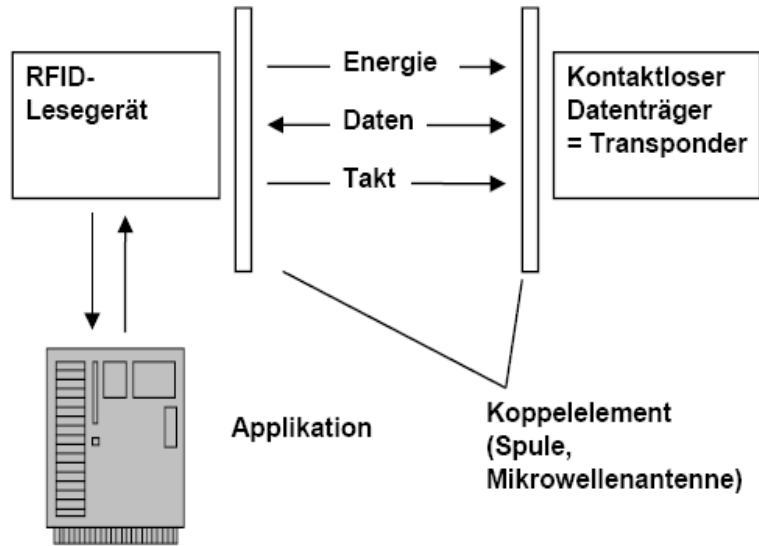 RFID-
Lesegerät
Energie
Daten
Takt
Kontaktloser
Datenträger
= Transponder
Applikation
Koppelelement
(Spule,
Mikrowellenantenne)